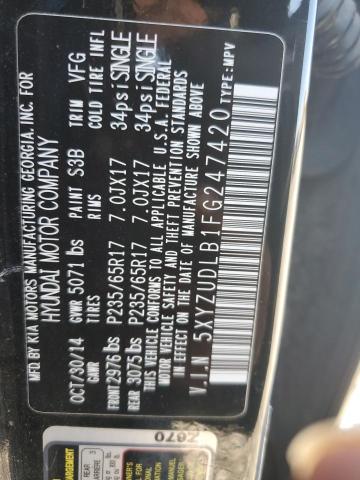 MFD BY KIA MOTORS MANUFACTURING GEORGIA, INC. FOR
HYUNDAI MOTOR COMPANY
OCT/30/14 GVWR 5071 lbs PAINT S3B TRIM VFG
GAWR TIRES RIMS COLD TIRE INFL
FRONT 2976 lbs P235/65R17 7.0JX17 34psi SINGLE
REAR 3075 lbs P235/65R17 7.0JX17 34psi SINGLE
THIS VEHICLE CONFORMS TO ALL APPLICABLE U.S.A. FEDERAL
MOTOR VEHICLE SAFETY AND THEFT PREVENTION STANDARDS
IN EFFECT ON THE DATE OF MANUFACTURE SHOWN ABOVE
V.I.N 5XYZUDLB1FG247420 TYPE:MPV
Z670
REAR
ARRIERE